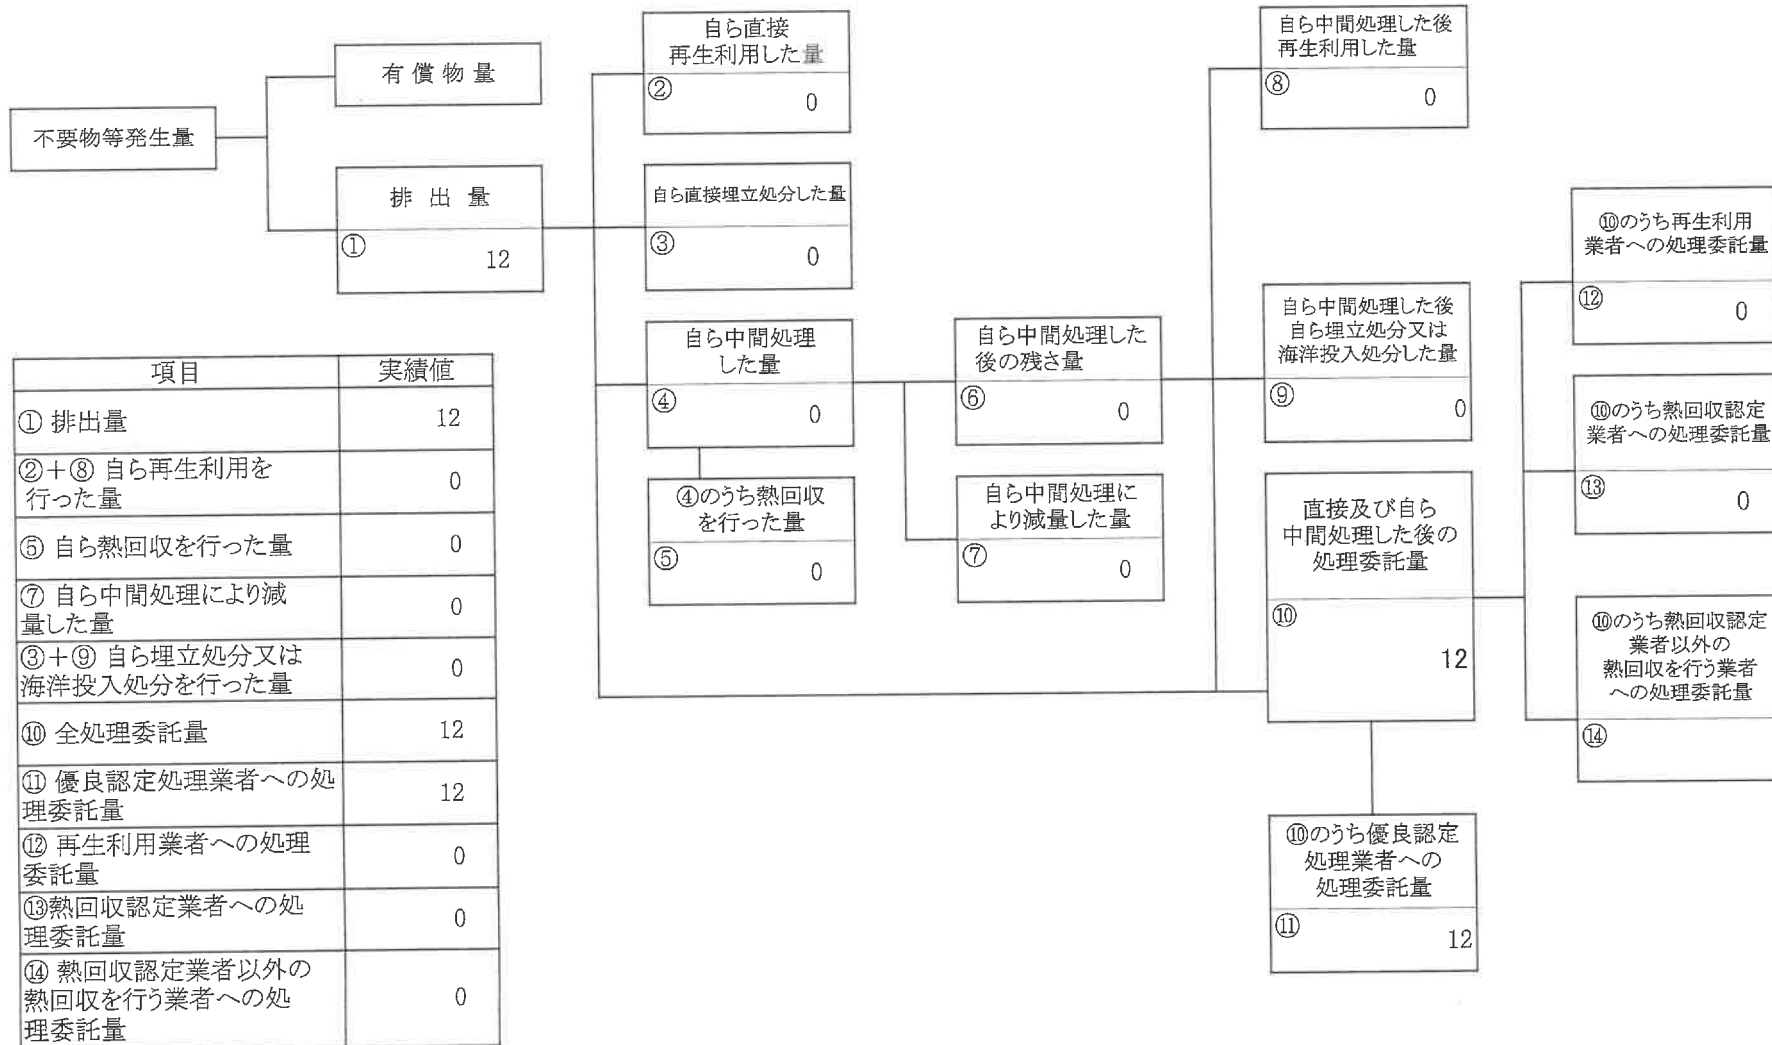 不要物等発生量
有償物量
排出量
①
12
自ら直接
再生利用した量
②
0
自ら直接埋立処分した量
③
0
自ら中間処理
した量
④
0
④のうち熱回収
を行った量
⑤
0
自ら中間処理した
後の残さ量
⑥
0
自ら中間処理に
より減量した量
⑦
0
自ら中間処理した後
再生利用した量
⑧
0
自ら中間処理した後
自ら埋立処分又は
海洋投入処分した量
⑨
0
直接及び自ら
中間処理した後の
処理委託量
⑩
12
⑩のうち優良認定
処理業者への
処理委託量
⑪
12
⑩のうち再生利用
業者への処理委託量
⑫
0
⑩のうち熱回収認定
業者への処理委託量
⑬
0
⑩のうち熱回収認定
業者以外の
熱回収を行う業者
への処理委託量
⑭
項目 実績値
① 排出量 12
②+⑧ 自ら再生利用を
行った量 0
⑤ 自ら熱回収を行った量 0
⑦ 自ら中間処理により減
量した量 0
③+⑨ 自ら埋立処分又は
海洋投入処分を行った量 0
⑩ 全処理委託量 12
⑪ 優良認定処理業者への処
理委託量 12
⑫ 再生利用業者への処理
委託量 0
⑬熱回収認定業者への処
理委託量 0
⑭ 熱回収認定業者以外の
熱回収を行う業者への処
理委託量 0